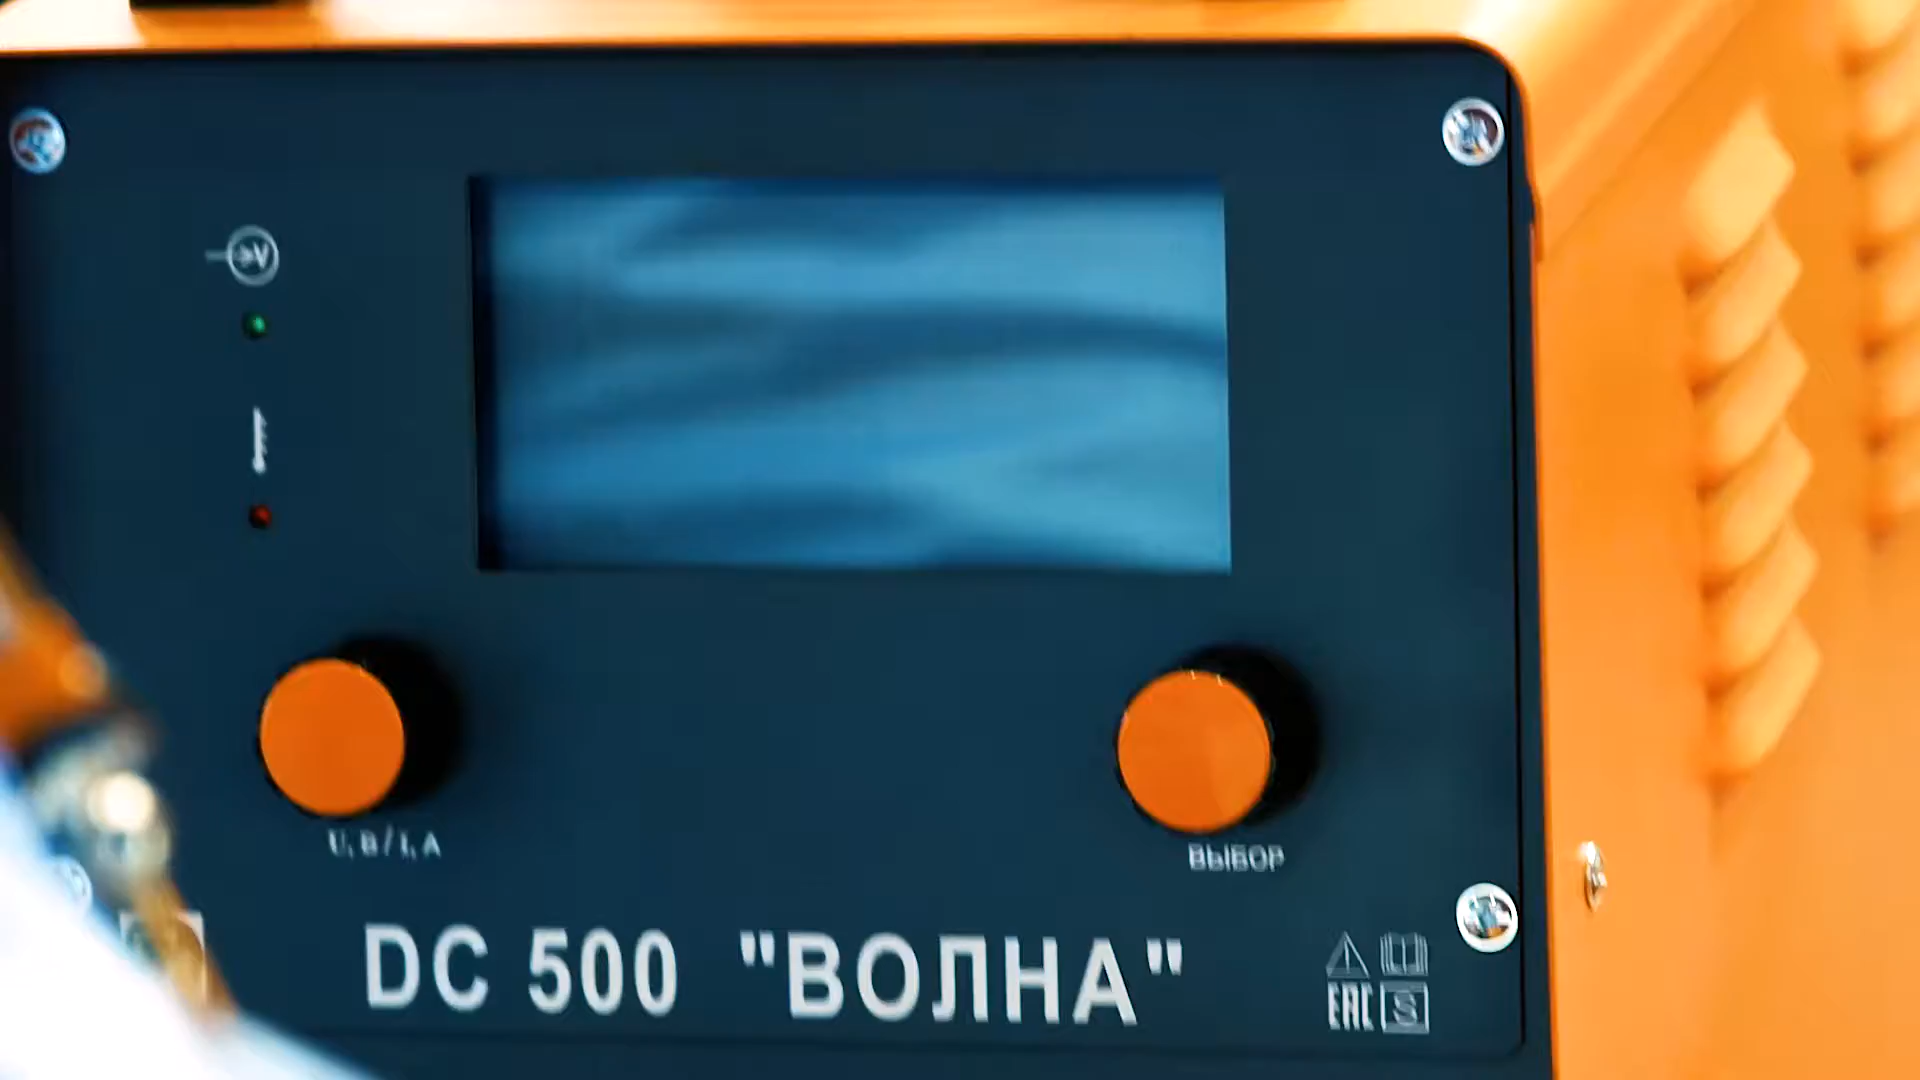 V
U, В / I, А
ВЫБОР
DC 500 "ВОЛНА"
EAC S